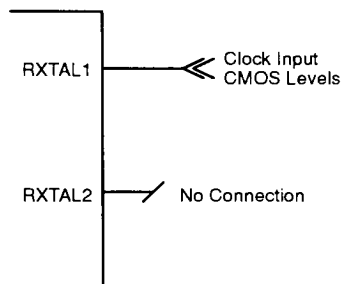 RXTAL1
Clock Input
CMOS Levels
RXTAL2
No Connection